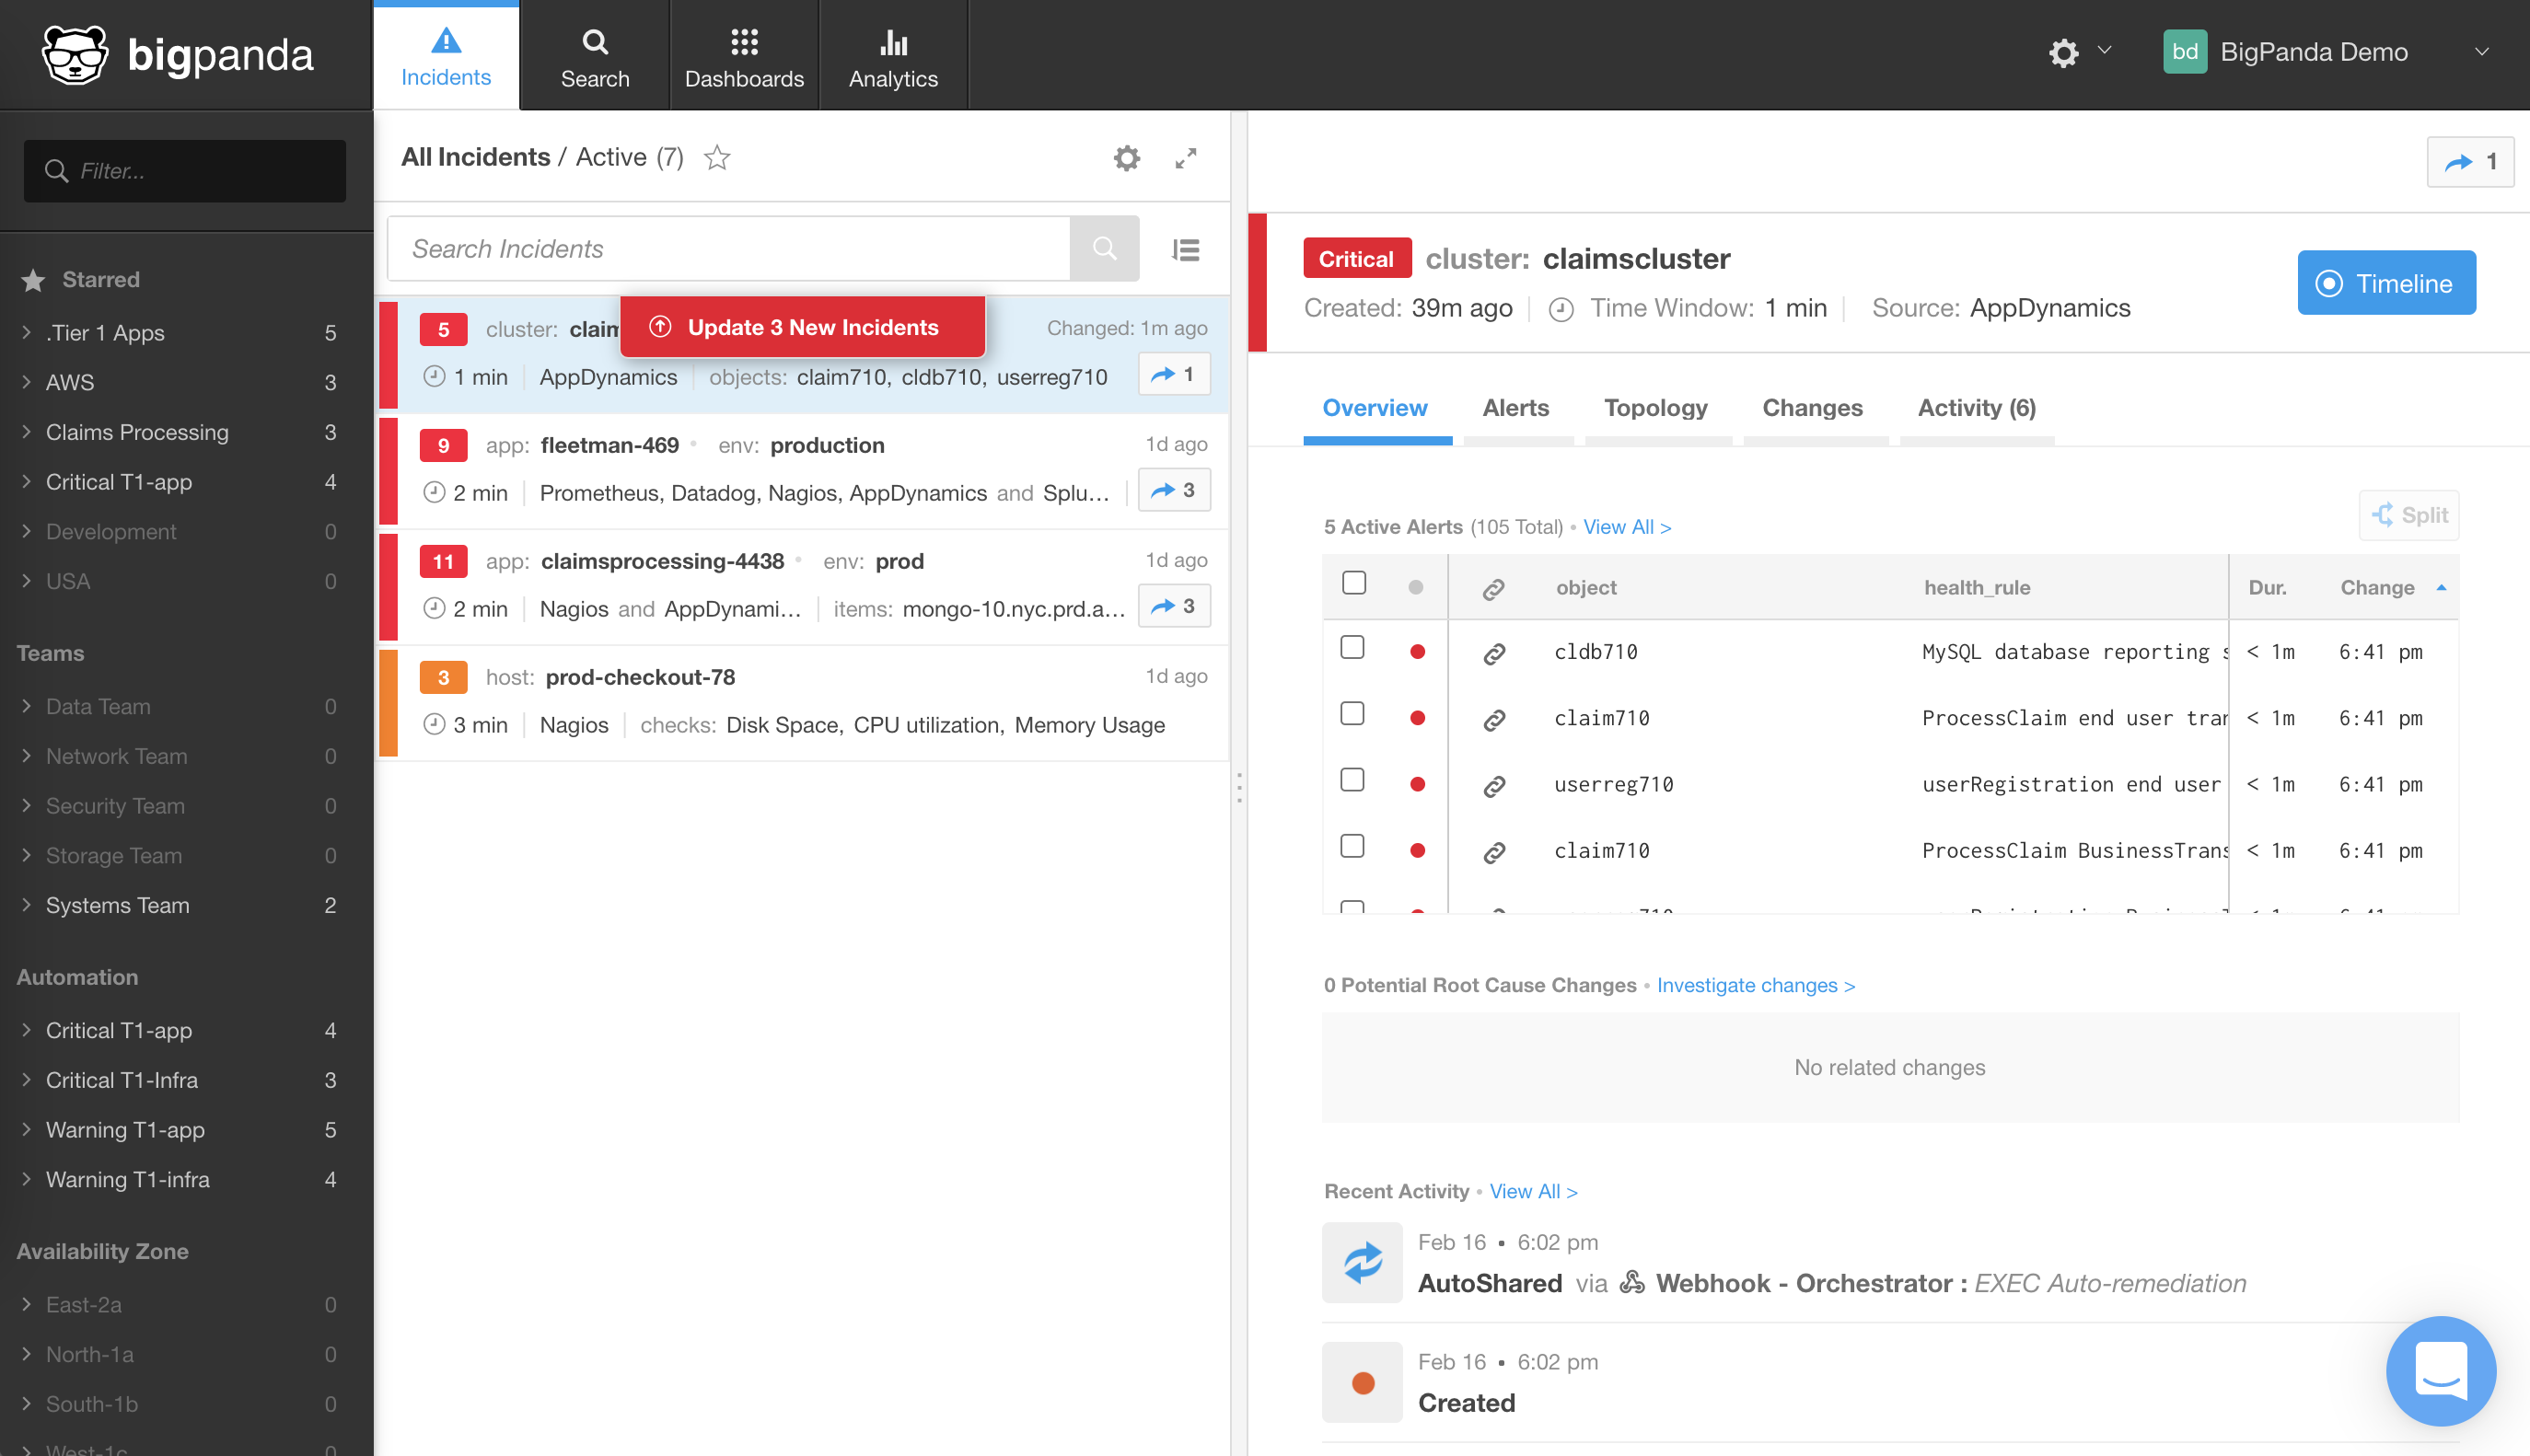 bigpanda
Incidents
Search
Dashboards
Analytics
bd BigPanda Demo
Filter...
Starred
.Tier 1 Apps 5
AWS 3
Claims Processing 3
Critical T1-app 4
Development 0
USA 0
Teams
Data Team 0
Network Team 0
Security Team 0
Storage Team 0
Systems Team 2
Automation
Critical T1-app 4
Critical T1-Infra 3
Warning T1-app 5
Warning T1-infra 4
Availability Zone
East-2a 0
North-1a 0
South-1b 0
West-1c 0
All Incidents / Active (7)
Search Incidents
Update 3 New Incidents
5 cluster: claim Changed: 1m ago
1 min AppDynamics objects: claim710, cldb710, userreg710 1
9 app: fleetman-469 • env: production 1d ago
2 min Prometheus, Datadog, Nagios, AppDynamics and Splu... 3
11 app: claimsprocessing-4438 • env: prod 1d ago
2 min Nagios and AppDynami... items: mongo-10.nyc.prd.a... 3
3 host: prod-checkout-78 1d ago
3 min Nagios checks: Disk Space, CPU utilization, Memory Usage
1
Critical cluster: claimscluster
Created: 39m ago Time Window: 1 min Source: AppDynamics
Timeline
Overview Alerts Topology Changes Activity (6)
5 Active Alerts (105 Total) • View All >
Split
object health_rule Dur. Change
cldb710 MySQL database reporting < 1m 6:41 pm
claim710 ProcessClaim end user tran < 1m 6:41 pm
userreg710 userRegistration end user < 1m 6:41 pm
claim710 ProcessClaim BusinessTrans < 1m 6:41 pm
0 Potential Root Cause Changes • Investigate changes >
No related changes
Recent Activity • View All >
Feb 16 • 6:02 pm
AutoShared via Webhook - Orchestrator : EXEC Auto-remediation
Feb 16 • 6:02 pm
Created